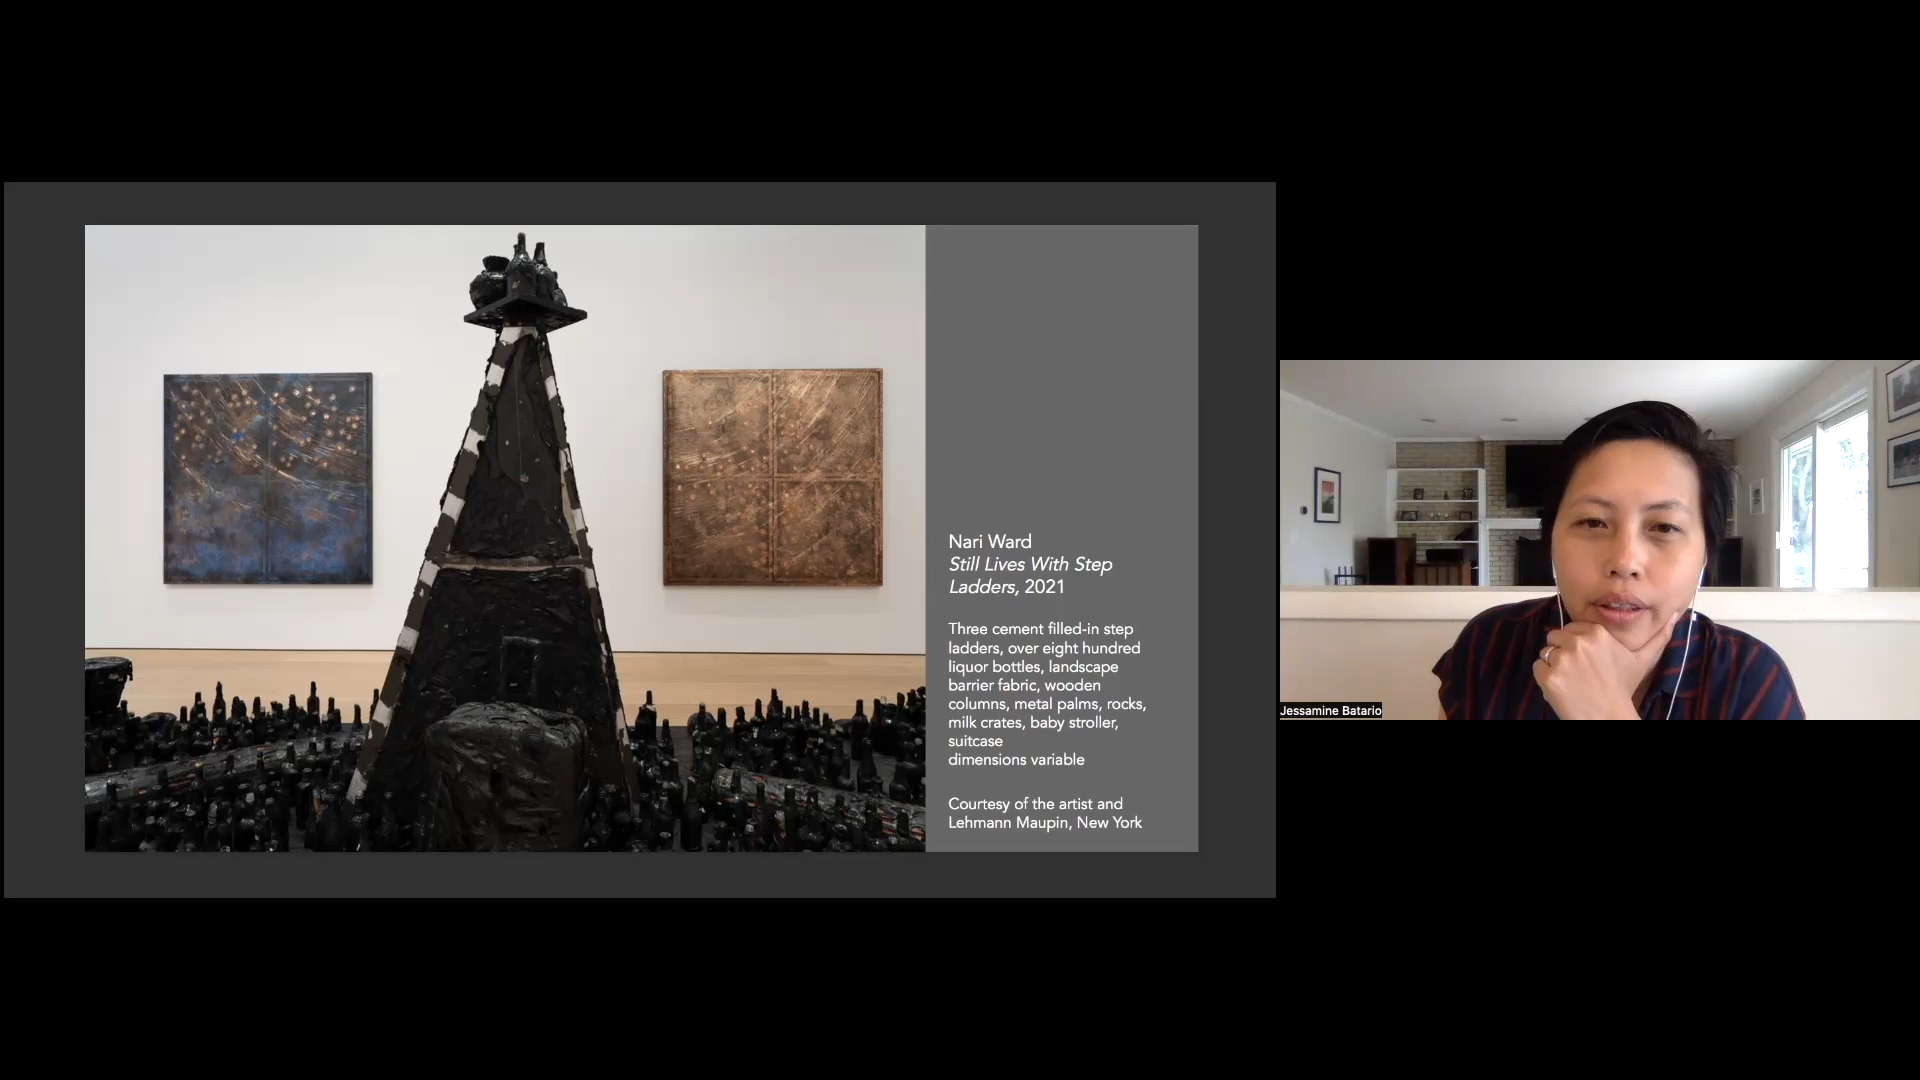 Nari Ward
Still Lives With Step
Ladders, 2021
Three cement filled-in step
ladders, over eight hundred
liquor bottles, landscape
barrier fabric, wooden
columns, metal palms, rocks,
milk crates, baby stroller,
suitcase
dimensions variable
Courtesy of the artist and
Lehmann Maupin, New York
Jessamine Batario